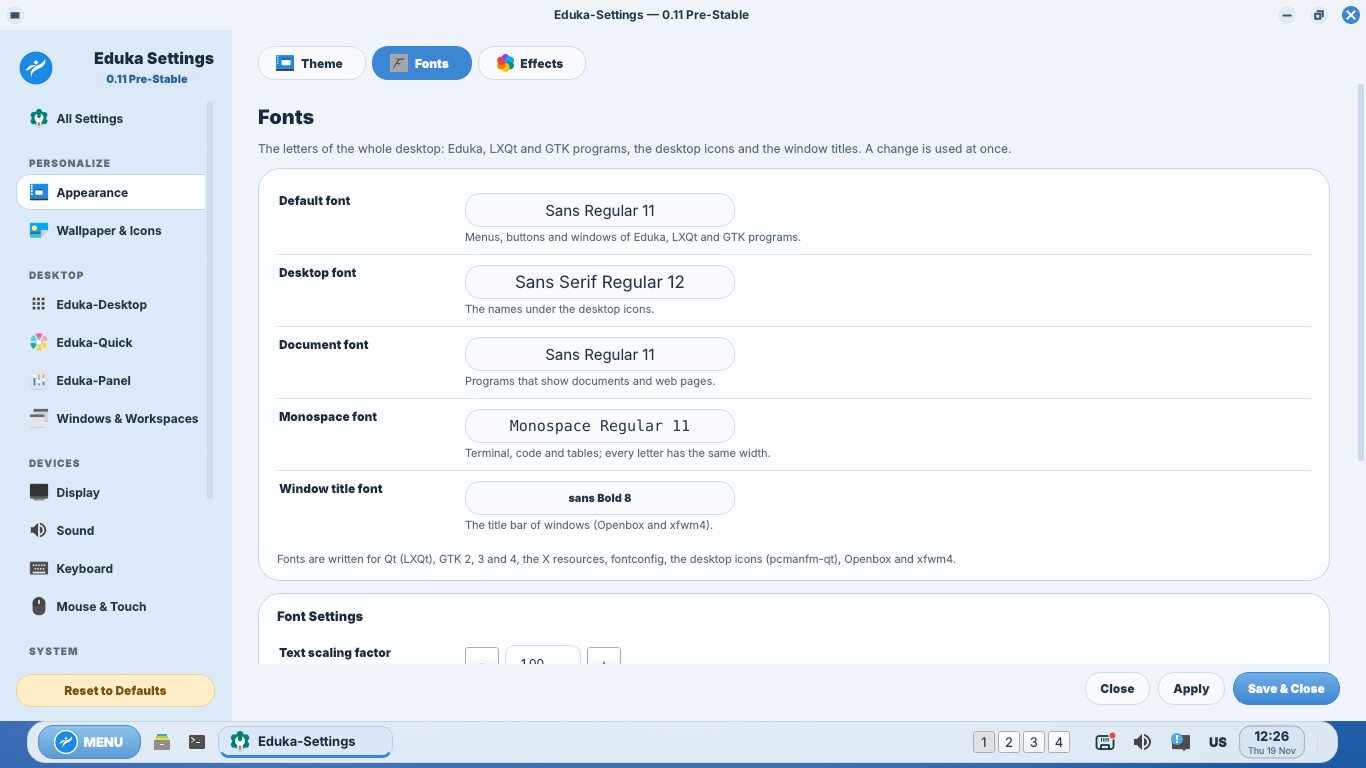 Eduka-Settings — 0.11 Pre-Stable
Eduka Settings
0.11 Pre-Stable
All Settings
PERSONALIZE
Appearance
Wallpaper & Icons
DESKTOP
Eduka-Desktop
Eduka-Quick
Eduka-Panel
Windows & Workspaces
DEVICES
Display
Sound
Keyboard
Mouse & Touch
SYSTEM
Reset to Defaults
Theme
Fonts
Effects
Fonts
The letters of the whole desktop: Eduka, LXQt and GTK programs, the desktop icons and the window titles. A change is used at once.
Default font
Sans Regular 11
Menus, buttons and windows of Eduka, LXQt and GTK programs.
Desktop font
Sans Serif Regular 12
The names under the desktop icons.
Document font
Sans Regular 11
Programs that show documents and web pages.
Monospace font
Monospace Regular 11
Terminal, code and tables; every letter has the same width.
Window title font
sans Bold 8
The title bar of windows (Openbox and xfwm4).
Fonts are written for Qt (LXQt), GTK 2, 3 and 4, the X resources, fontconfig, the desktop icons (pcmanfm-qt), Openbox and xfwm4.
Font Settings
Text scaling factor
1.00
Close
Apply
Save & Close
MENU
Eduka-Settings
1
2
3
4
US
12:26
Thu 19 Nov